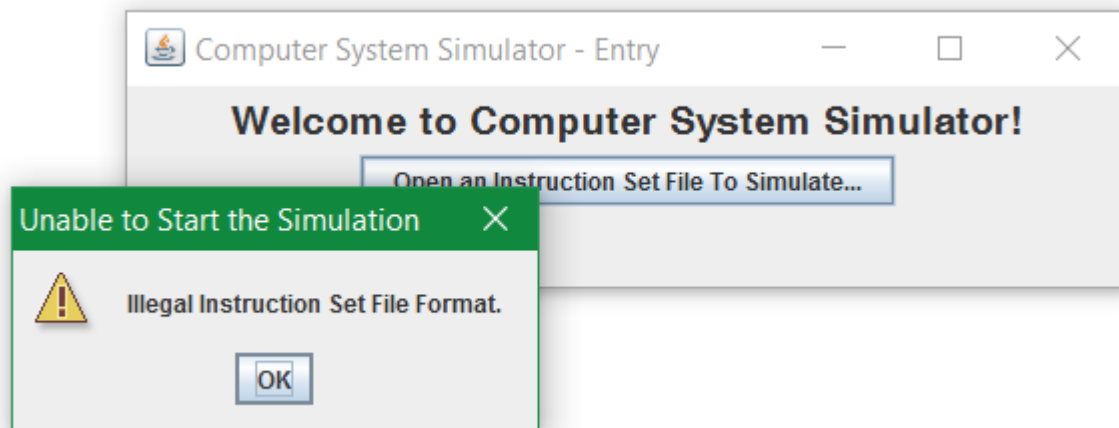 Computer System Simulator - Entry
Welcome to Computer System Simulator!
Open an Instruction Set File To Simulate...
Unable to Start the Simulation
Illegal Instruction Set File Format.
OK